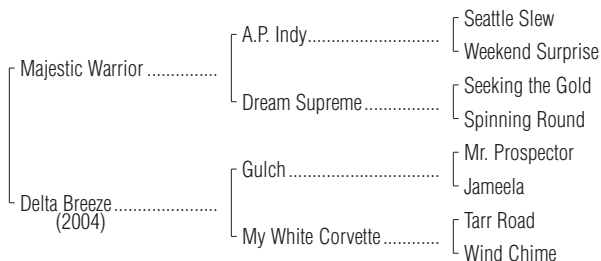 Seattle Slew
A.P. Indy
Weekend Surprise
Majestic Warrior
Seeking the Gold
Dream Supreme
Spinning Round
Mr. Prospector
Gulch
Jameela
Delta Breeze
(2004)
Tarr Road
My White Corvette
Wind Chime